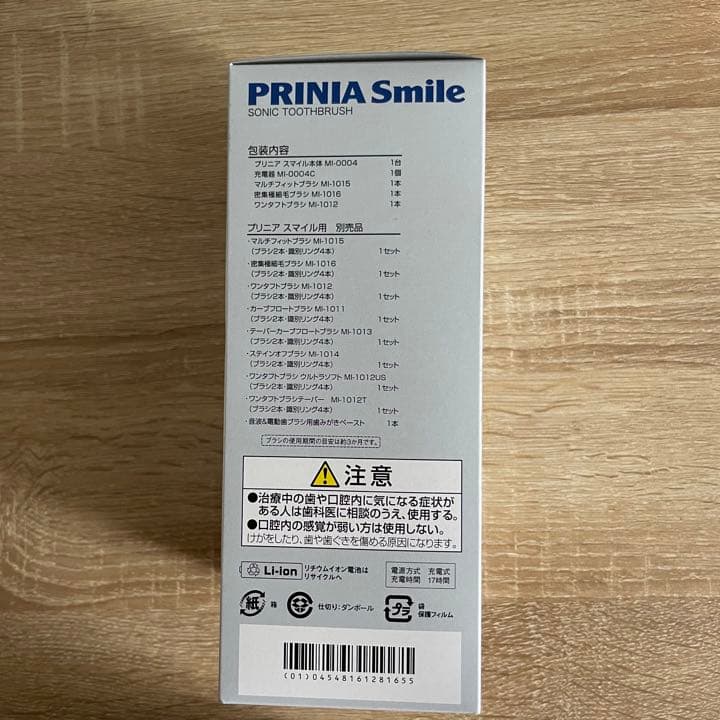 PRINIA Smile
SONIC TOOTHBRUSH
包装内容
プリニア スマイル本体 MI-0004 1台
充電器 MI-0004C 1個
マルチフィットブラシ MI-1015 1本
密集極細毛ブラシ MI-1016 1本
ワンタフトブラシ MI-1012 1本
プリニア スマイル用 別売品
・マルチフィットブラシ MI-1015
(ブラシ2本・識別リング4本) 1セット
・密集極細毛ブラシ MI-1016
(ブラシ2本・識別リング4本) 1セット
・ワンタフトブラシ MI-1012
(ブラシ2本・識別リング4本) 1セット
・カーブフロートブラシ MI-1011
(ブラシ2本・識別リング4本) 1セット
・テーパーカーブフロートブラシ MI-1013
(ブラシ2本・識別リング4本) 1セット
・ステインオフブラシ MI-1014
(ブラシ2本・識別リング4本) 1セット
・ワンタフトブラシ ウルトラソフト MI-1012US
(ブラシ2本・識別リング4本) 1セット
・ワンタフトブラシテーパー MI-1012T
(ブラシ2本・識別リング4本) 1セット
・音波&電動歯ブラシ用歯みがきペースト 1本
ブラシの使用期間の目安は約3か月です。
注意
●治療中の歯や口腔内に気になる症状が
ある人は歯科医に相談のうえ、使用する。
●口腔内の感覚が弱い方は使用しない。
けがをしたり、歯や歯ぐきを傷める原因になります。
Li-ion リチウムイオン電池は
リサイクルへ
電源方式 充電式
充電時間 17時間
紙 箱
仕切り:ダンボール
プラ 袋
保護フィルム
(01)04548161281655